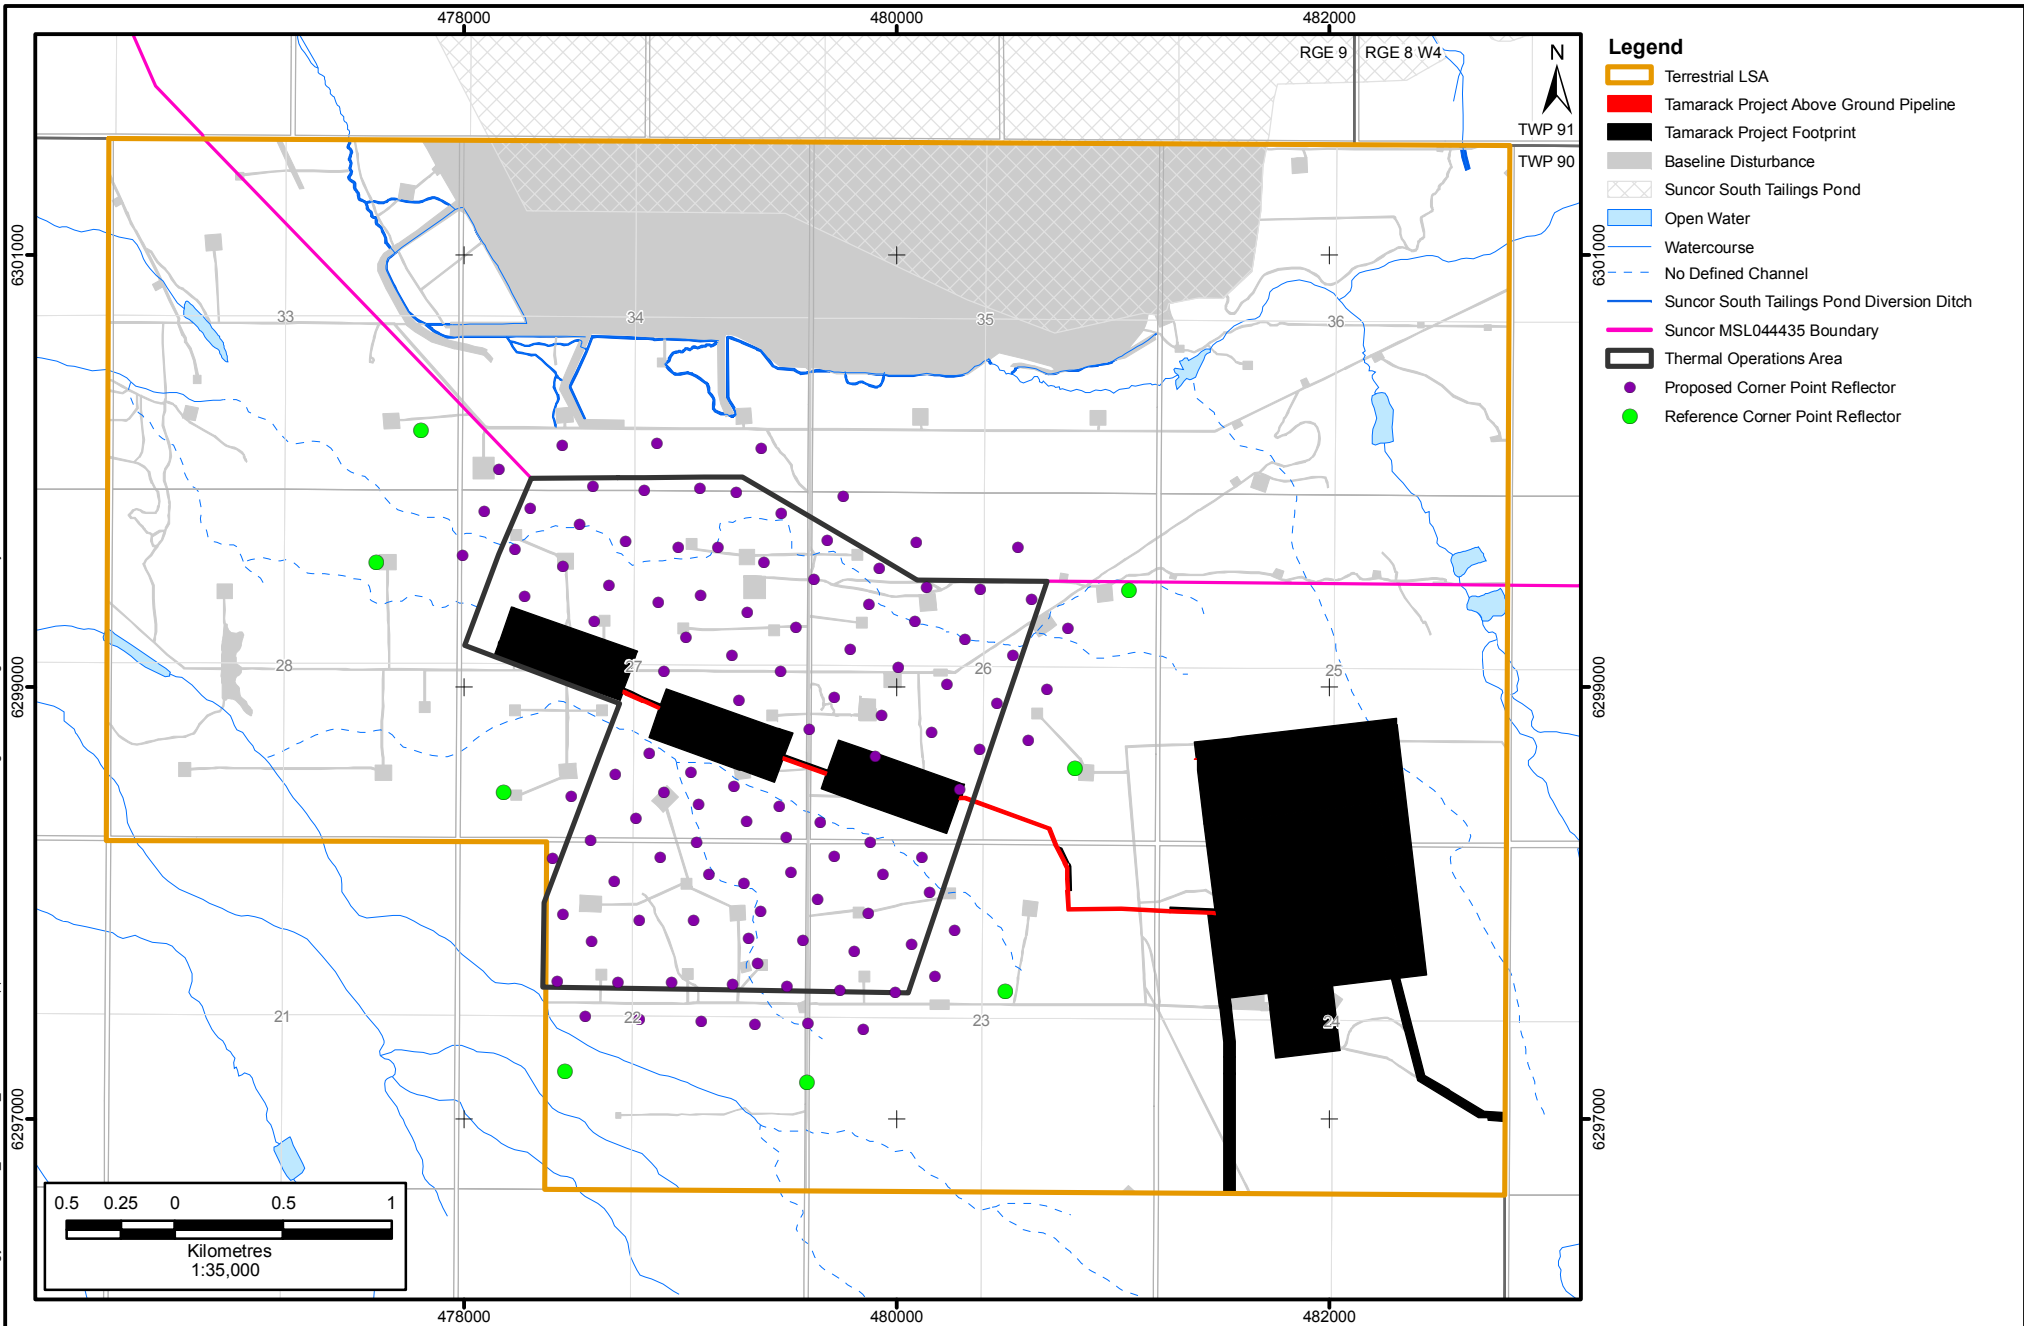 478000
480000
482000
RGE 9
RGE 8 W4
N
TWP 91
TWP 90
6301000
6301000
33
34
35
36
28
27
26
25
6299000
6299000
21
22
23
24
6297000
6297000
0.5 0.25 0 0.5 1
Kilometres
1:35,000
478000
480000
482000
Legend
Terrestrial LSA
Tamarack Project Above Ground Pipeline
Tamarack Project Footprint
Baseline Disturbance
Suncor South Tailings Pond
Open Water
Watercourse
No Defined Channel
Suncor South Tailings Pond Diversion Ditch
Suncor MSL044435 Boundary
Thermal Operations Area
Proposed Corner Point Reflector
Reference Corner Point Reflector